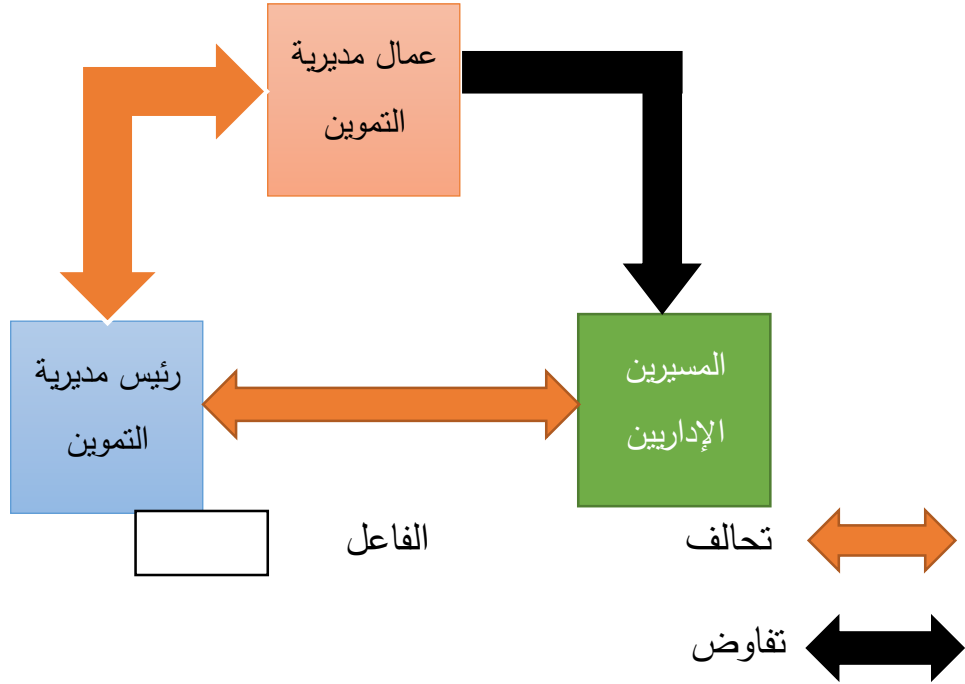 عمال مديرية
التموين
المسيرين
الإداريين
رئيس مديرية
التموين
تحالف
الفاعل
تفاوض